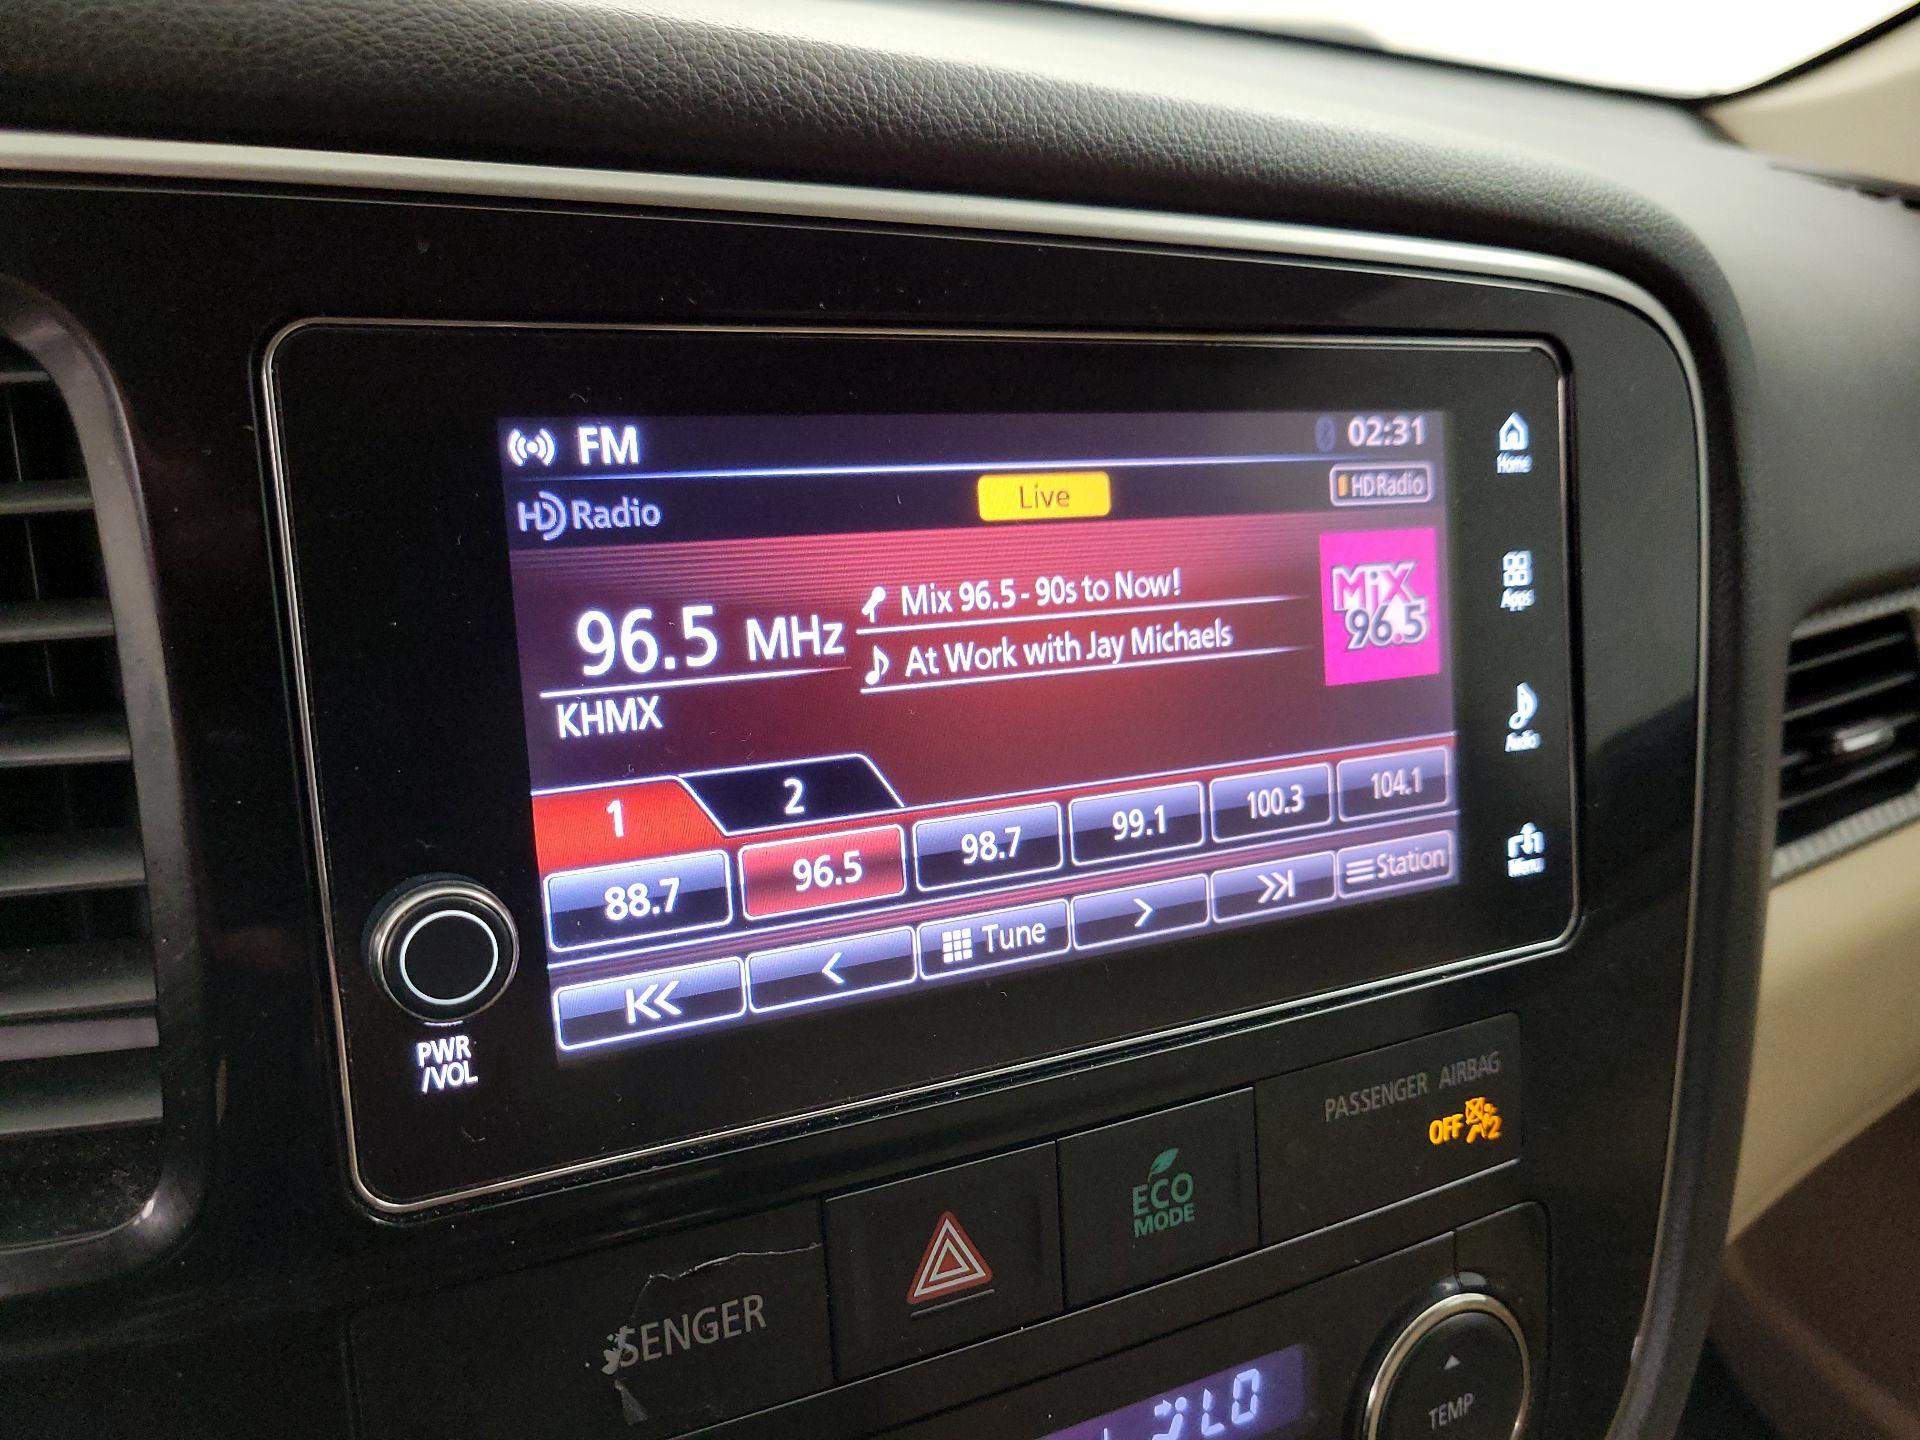 FM
02:31
Home
HD Radio
Live
HD Radio
Mix 96.5 - 90s to Now!
MiX
96.5
Apps
96.5 MHz
At Work with Jay Michaels
KHMX
Audio
1
2
88.7
96.5
98.7
99.1
100.3
104.1
Menu
Tune
Station
PWR
/VOL
PASSENGER AIRBAG
OFF 2
ECO
MODE
SENGER
LO
TEMP